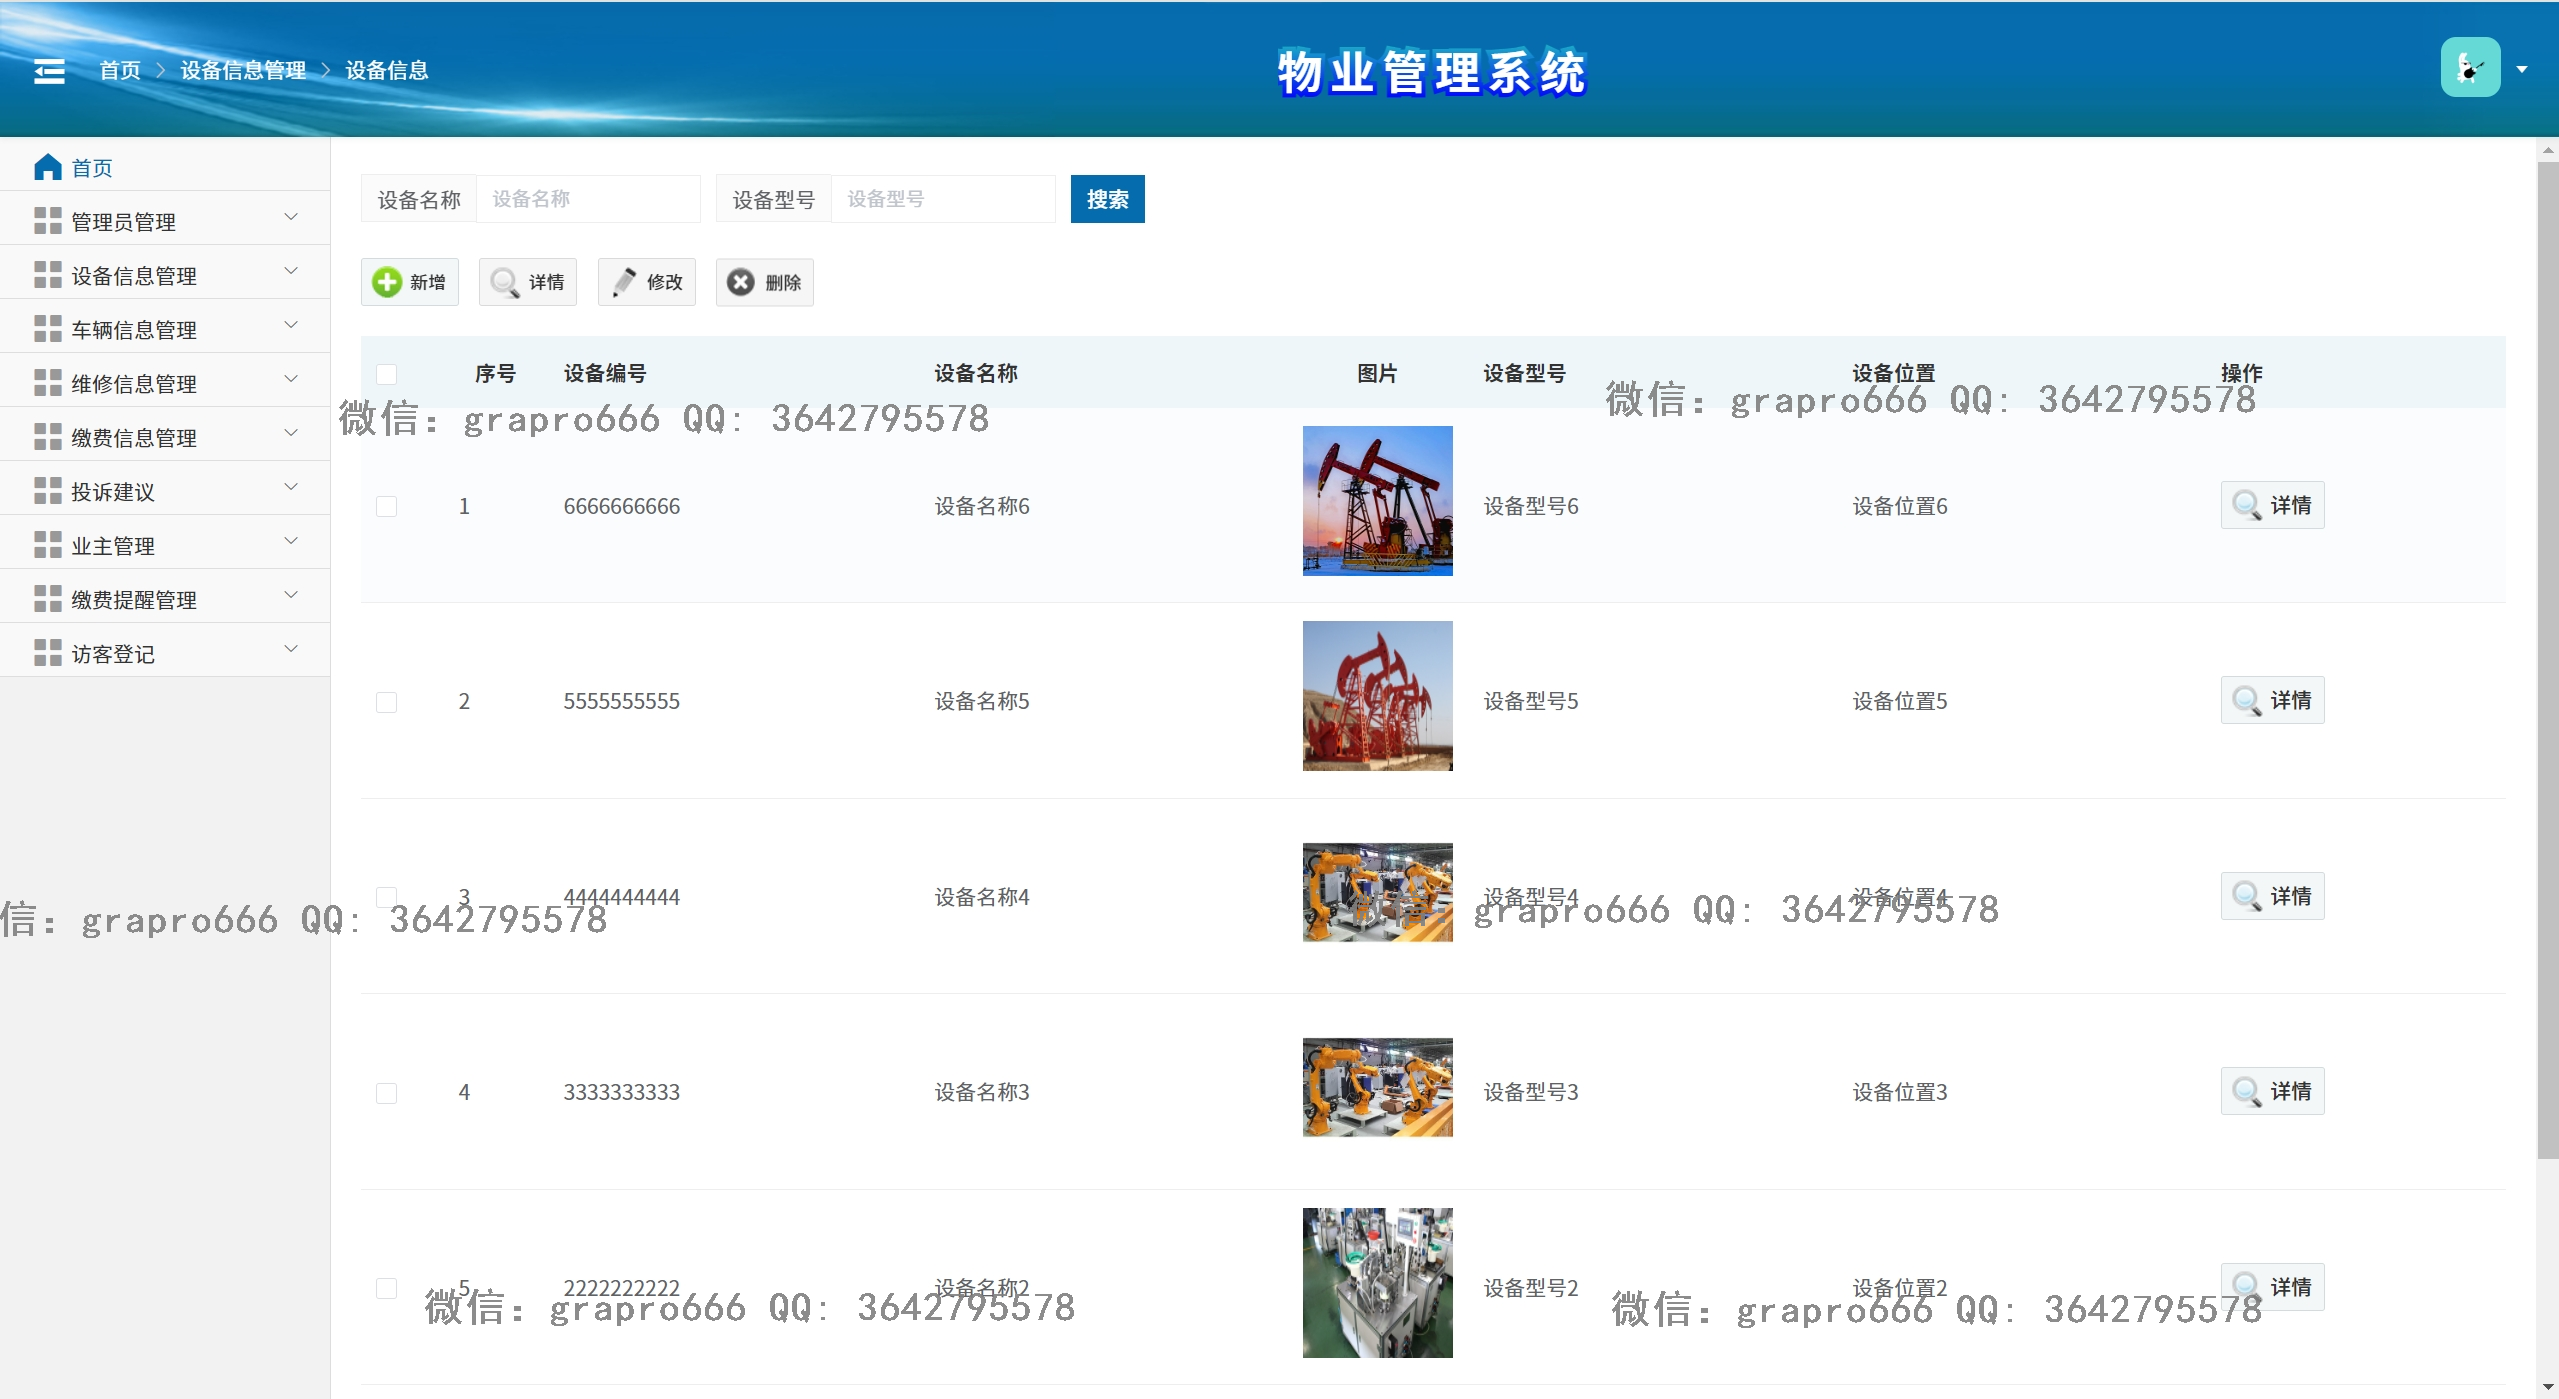 首页 > 设备信息管理 > 设备信息
物业管理系统
首页
管理员管理
设备信息管理
车辆信息管理
维修信息管理
缴费信息管理
投诉建议
业主管理
缴费提醒管理
访客登记
设备名称 设备名称 设备型号 设备型号 搜索
新增 详情 修改 删除
序号 设备编号 设备名称 图片 设备型号 设备位置 操作
微信: grapro666 QQ: 3642795578
微信: grapro666 QQ: 3642795578
1 6666666666 设备名称6 设备型号6 设备位置6 详情
2 5555555555 设备名称5 设备型号5 设备位置5 详情
3 4444444444 设备名称4 设备型号4 设备位置4 详情
信: grapro666 QQ: 3642795578
微信: grapro666 QQ: 3642795578
4 3333333333 设备名称3 设备型号3 设备位置3 详情
5 2222222222 设备名称2 设备型号2 设备位置2 详情
微信: grapro666 QQ: 3642795578
微信: grapro666 QQ: 3642795578